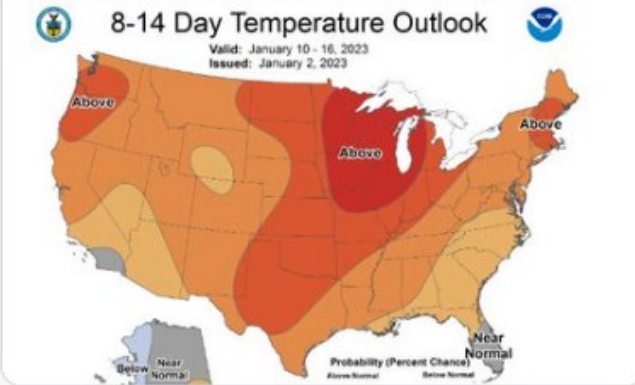 8-14 Day Temperature Outlook
Valid: January 10 - 16, 2023
Issued: January 2, 2023
Above
Above
Above
Near
Normal
Below
Near
Normal
Probability (Percent Chance)
Above Normal
Below Normal